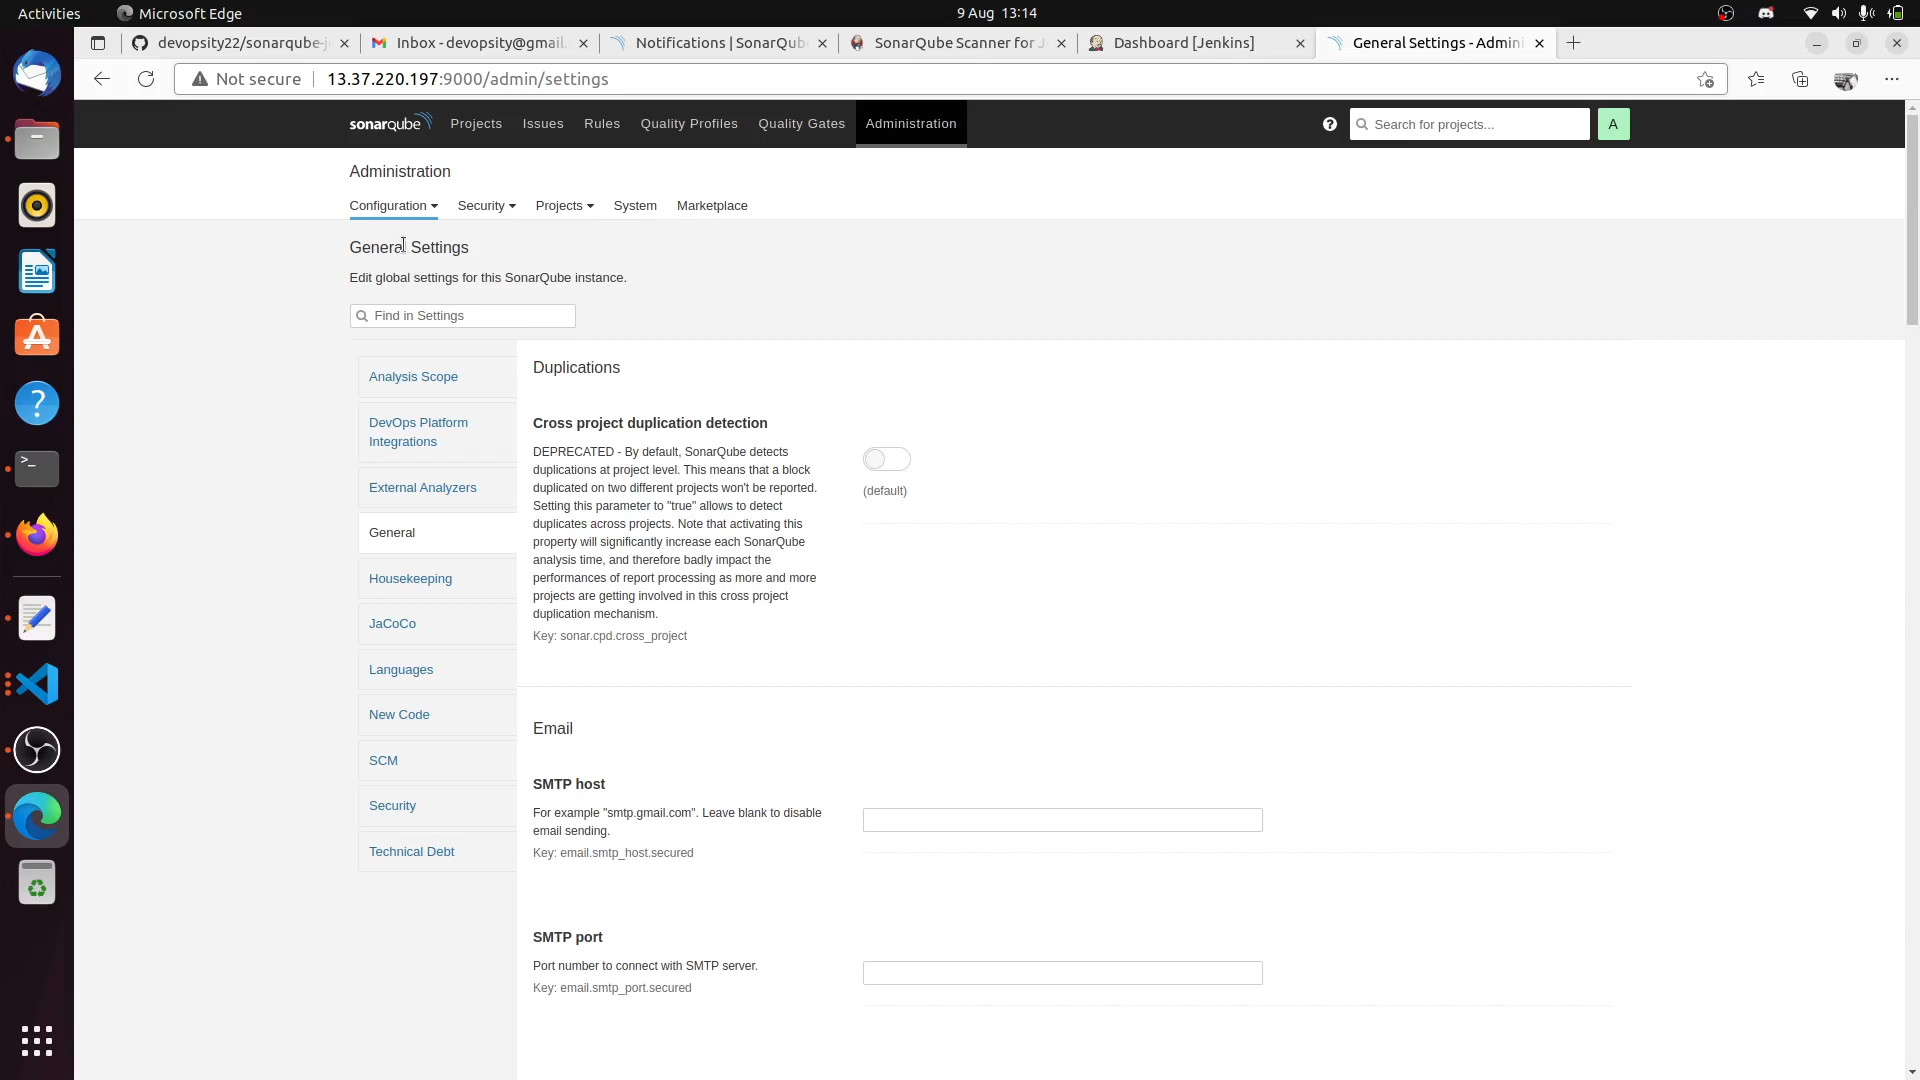 Activities
Microsoft Edge
9 Aug 13:14
devopsity22/sonarqube-j
Inbox - devopsity@gmail.
Notifications | SonarQub
SonarQube Scanner for J
Dashboard [Jenkins]
General Settings - Admini
Not secure
13.37.220.197:9000/admin/settings
sonarqube
Projects
Issues
Rules
Quality Profiles
Quality Gates
Administration
Search for projects...
A
Administration
Configuration
Security
Projects
System
Marketplace
General Settings
Edit global settings for this SonarQube instance.
Find in Settings
Analysis Scope
DevOps Platform
Integrations
External Analyzers
General
Housekeeping
JaCoCo
Languages
New Code
SCM
Security
Technical Debt
Duplications
Cross project duplication detection
DEPRECATED - By default, SonarQube detects
duplications at project level. This means that a block
duplicated on two different projects won't be reported.
Setting this parameter to "true" allows to detect
duplicates across projects. Note that activating this
property will significantly increase each SonarQube
analysis time, and therefore badly impact the
performances of report processing as more and more
projects are getting involved in this cross project
duplication mechanism.
Key: sonar.cpd.cross_project
(default)
Email
SMTP host
For example "smtp.gmail.com". Leave blank to disable
email sending.
Key: email.smtp_host.secured
SMTP port
Port number to connect with SMTP server.
Key: email.smtp_port.secured